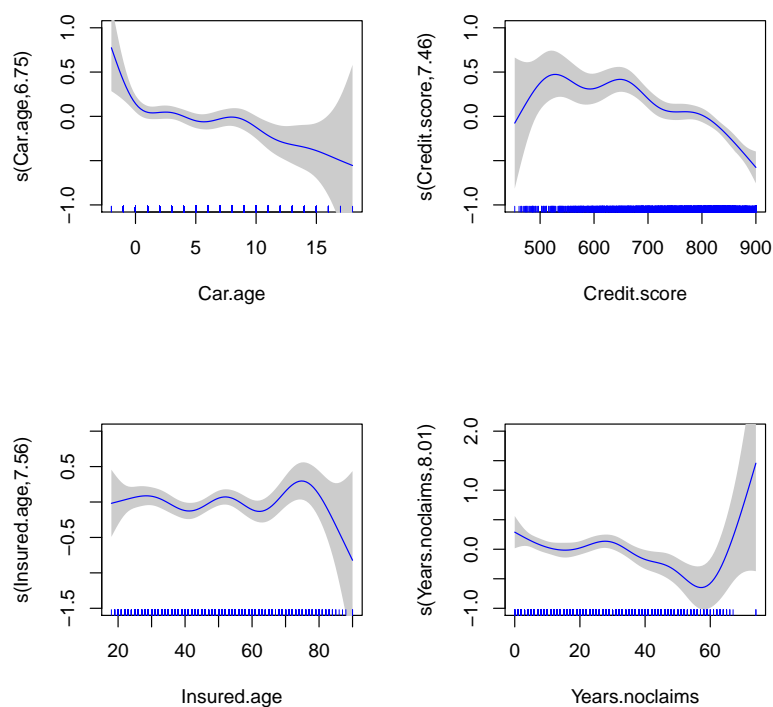 s(Car.age,6.75)
1.0
0.5
0.0
−1.0
0 5 10 15
Car.age
s(Credit.score,7.46)
1.0
0.5
0.0
−1.0
500 600 700 800 900
Credit.score
s(Insured.age,7.56)
0.5
−0.5
−1.5
20 40 60 80
Insured.age
s(Years.noclaims,8.01)
2.0
1.0
0.0
−1.0
0 20 40 60
Years.noclaims